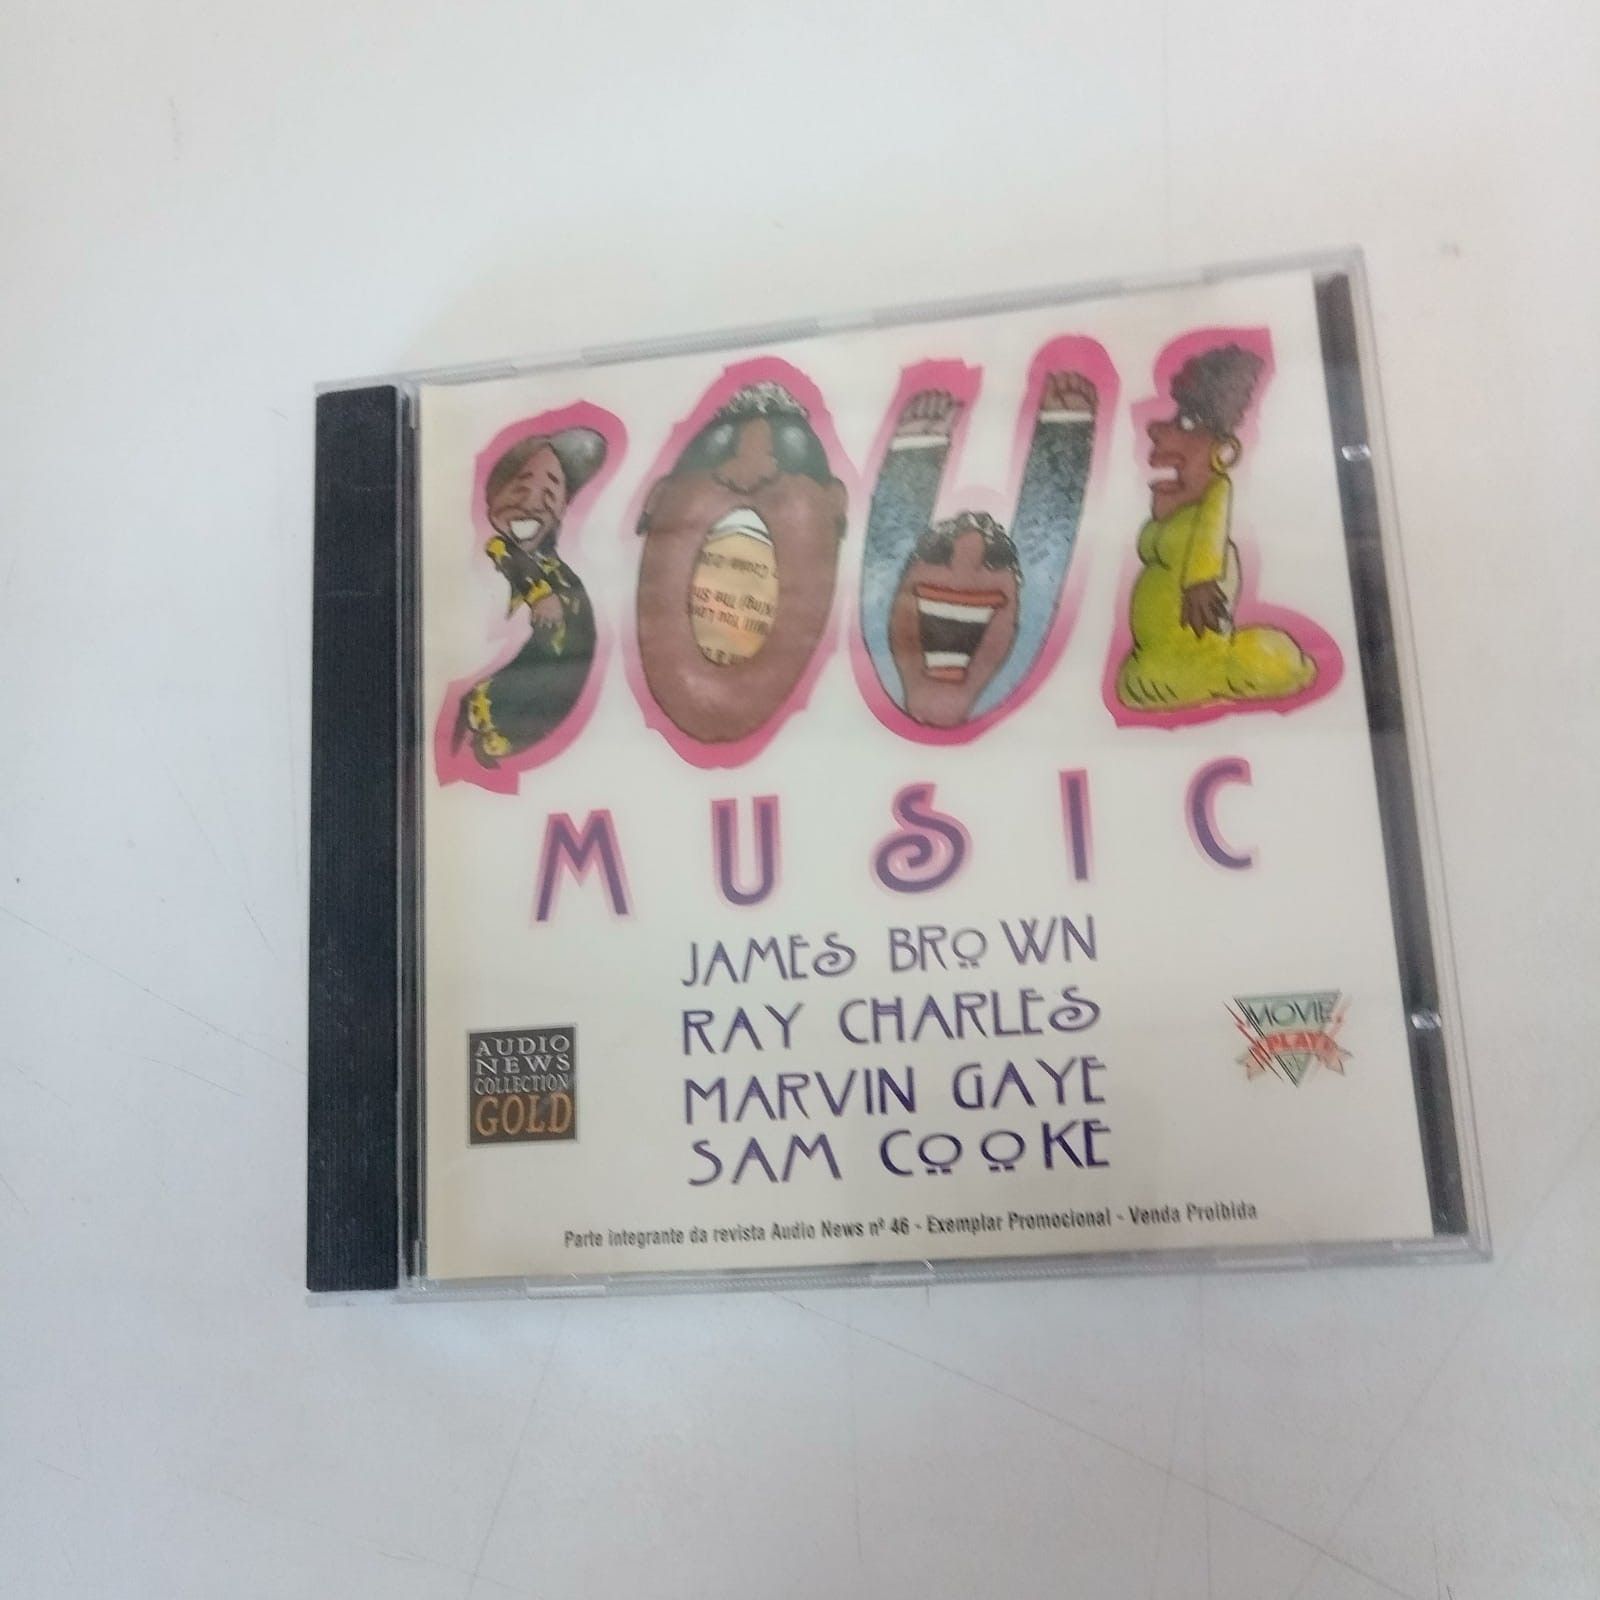 SOUL
MUSIC
JAMES BROWN
RAY CHARLES
MARVIN GAYE
SAM COOKE
AUDIO
NEWS
COLLECTION
GOLD
MOVIE
PLAY
Parte integrante da revista Audio News nº 46 - Exemplar Promocional - Venda Proibida